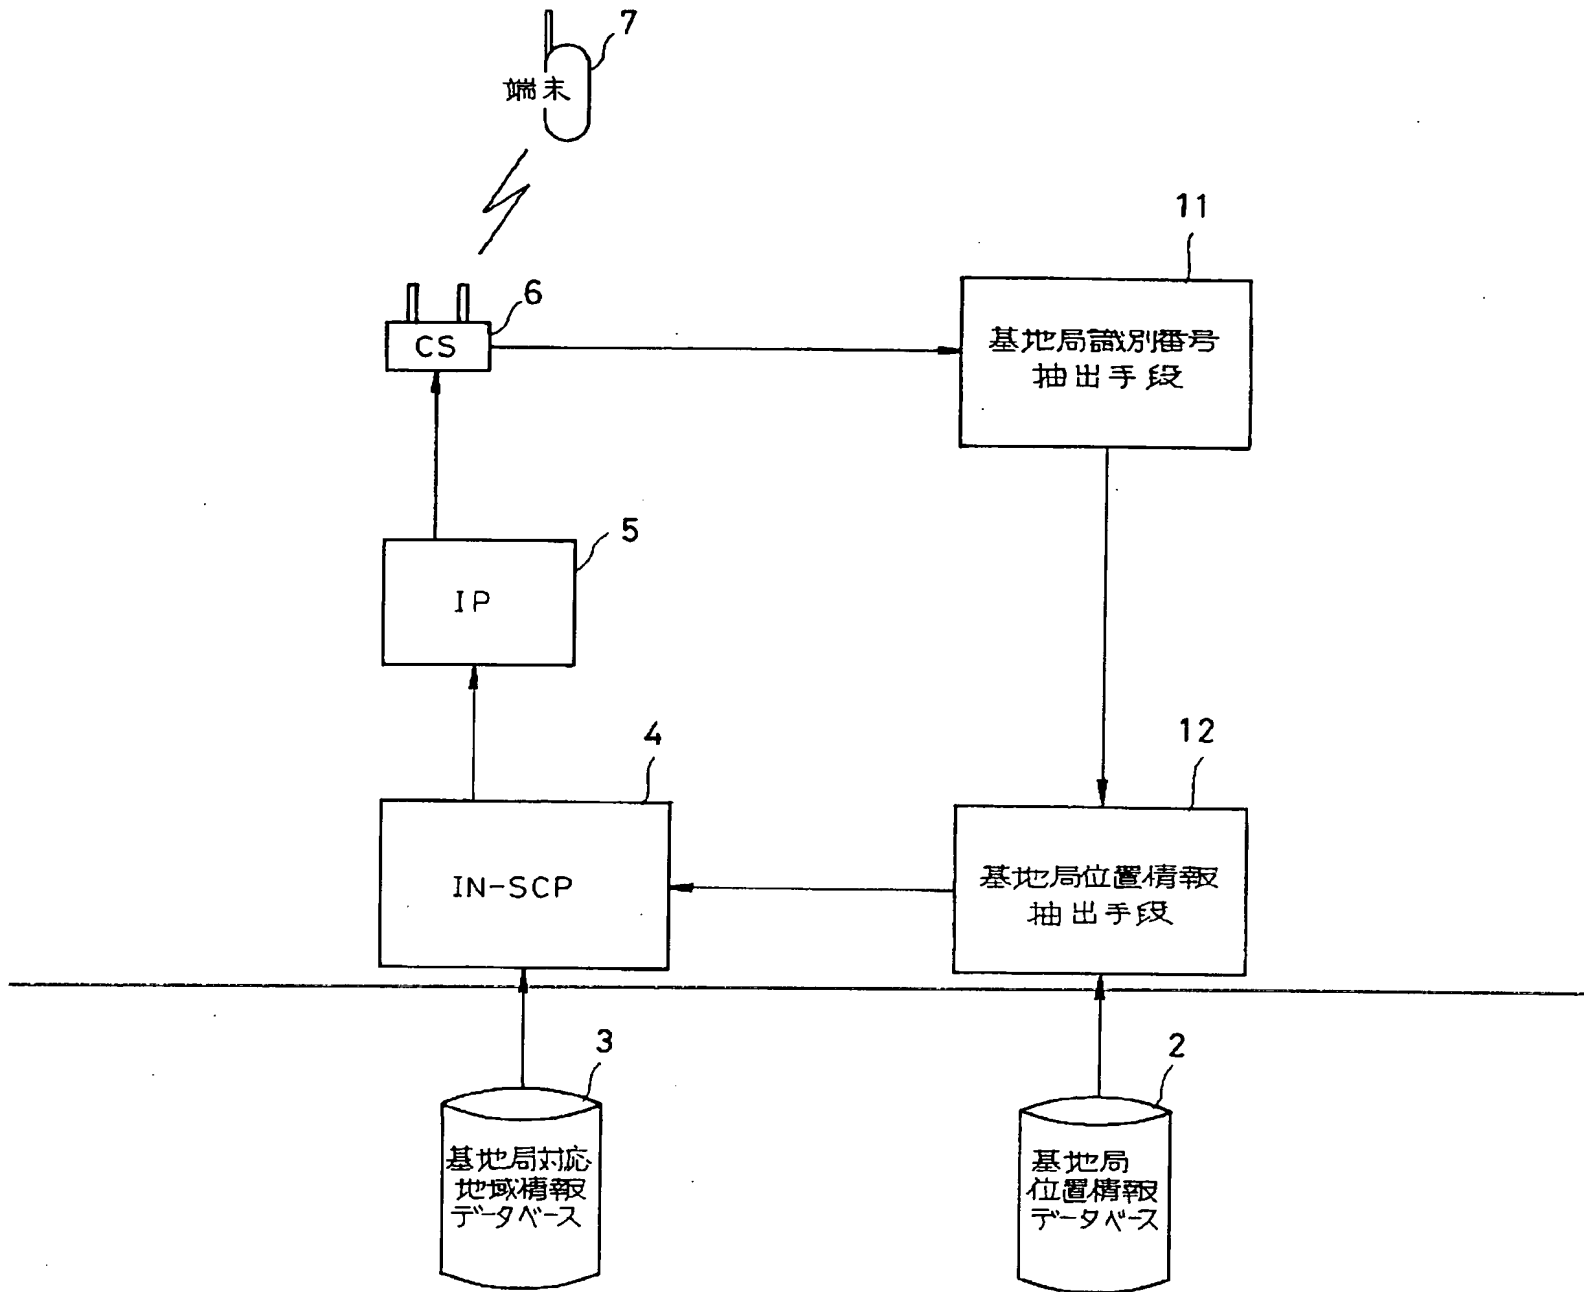 7
端末
11
6
CS
基地局識別番号
抽出手段
5
IP
4
12
IN-SCP
基地局位置情報
抽出手段
3
2
基地局対応
地域情報
データベース
基地局
位置情報
データベース